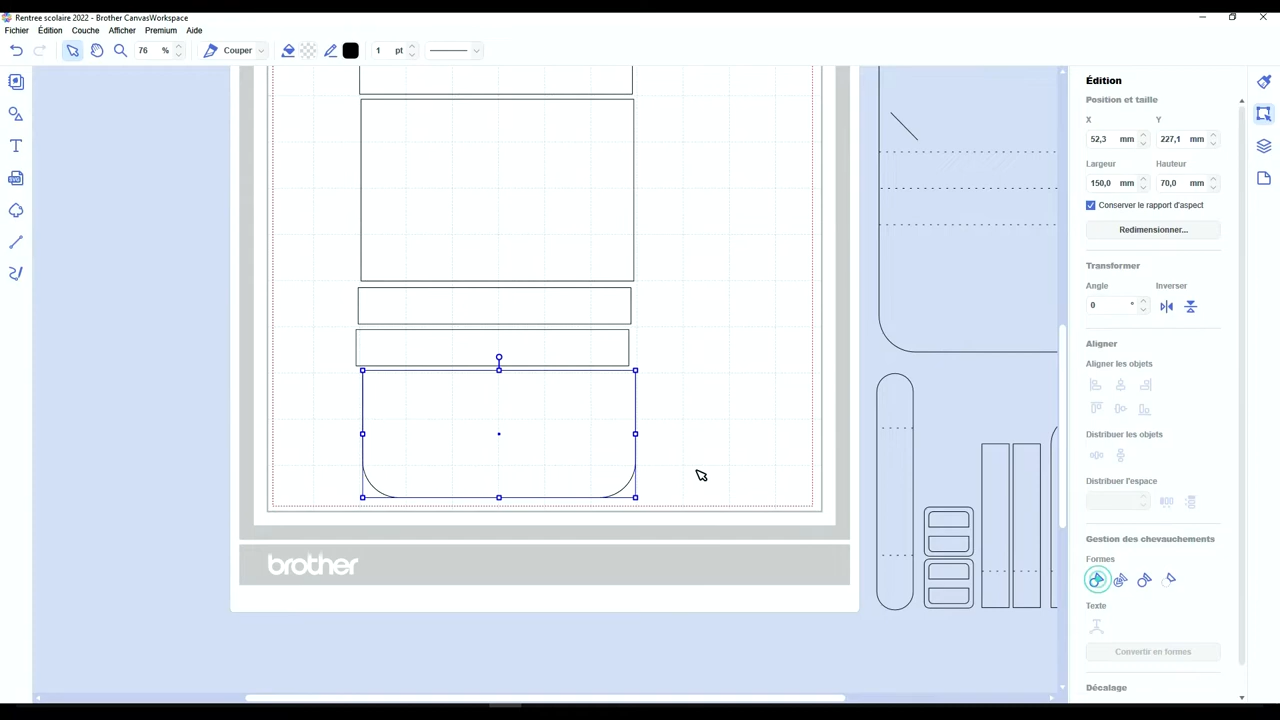 Rentree scolaire 2022 - Brother CanvasWorkspace
Fichier Édition Couche Afficher Premium Aide
76 % Couper 1 pt
Édition
Position et taille
X Y
52,3 mm 227,1 mm
Largeur Hauteur
150,0 mm 70,0 mm
Conserver le rapport d'aspect
Redimensionner...
Transformer
Angle Inverser
0 °
Aligner
Aligner les objets
Distribuer les objets
Distribuer l'espace
Gestion des chevauchements
Formes
Texte
Convertir en formes
Décalage
brother